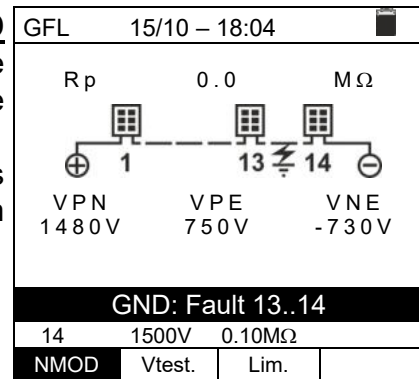 GFL 15/10 – 18:04
Rp 0.0 MΩ
1 13 14
VPN VPE VNE
1480V 750V -730V
GND: Fault 13..14
14 1500V 0.10MΩ
NMOD Vtest. Lim.